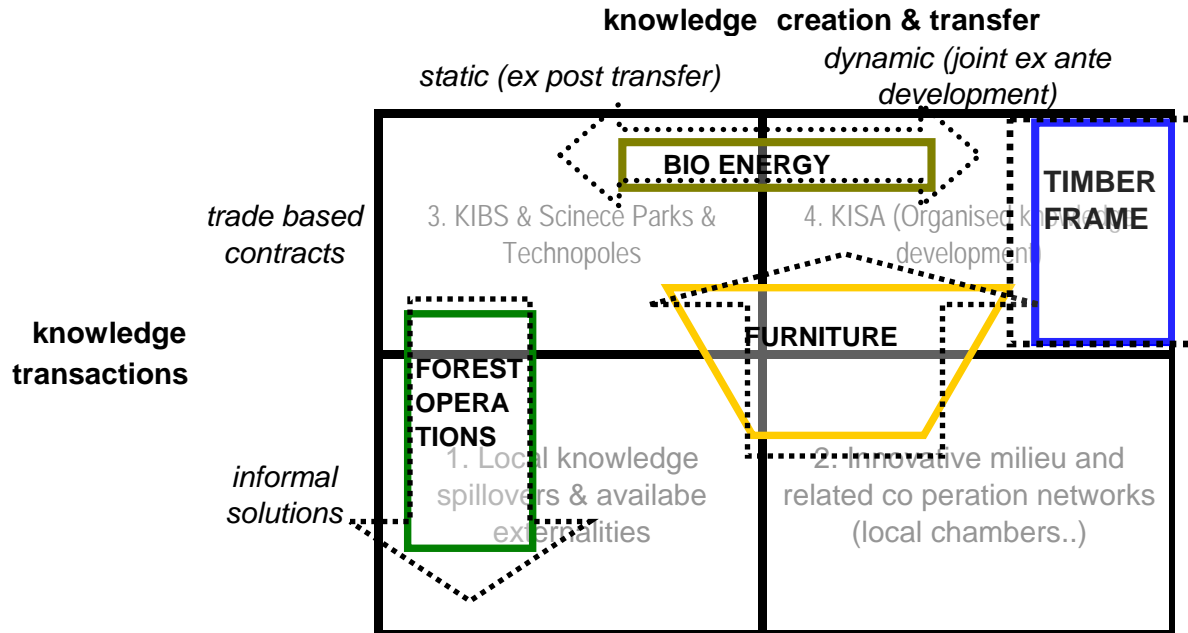 knowledge creation & transfer
static (ex post transfer)
dynamic (joint ex ante
development)
BIO ENERGY
TIMBER
FRAME
trade based
contracts
3. KIBS & Scinece Parks &
Technopoles
4. KISA (Organised knowledge
development)
knowledge
transactions
FURNITURE
FOREST
OPERA
TIONS
informal
solutions
1. Local knowledge
spillovers & availabe
externalities
2. Innovative milieu and
related co peration networks
(local chambers..)